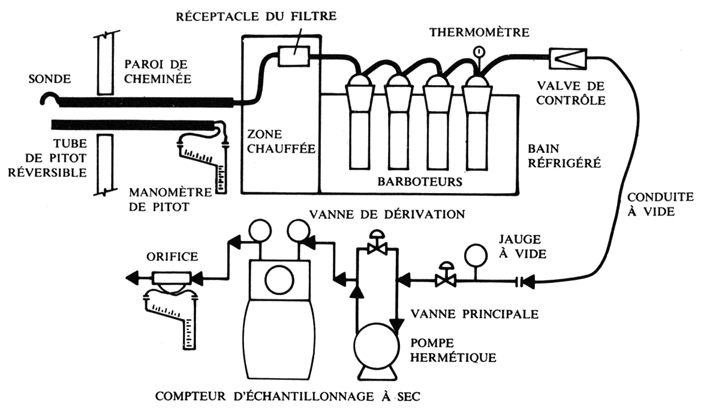 RÉCEPTACLE DU FILTRE
THERMOMÈTRE
PAROI DE
CHEMINÉE
SONDE
VALVE DE
CONTRÔLE
TUBE
DE PITOT
RÉVERSIBLE
ZONE
CHAUFFÉE
BAIN
RÉFRIGÉRÉ
BARBOTEURS
MANOMÈTRE
DE PITOT
CONDUITE
À VIDE
VANNE DE DÉRIVATION
JAUGE
À VIDE
ORIFICE
VANNE PRINCIPALE
POMPE
HERMÉTIQUE
COMPTEUR D'ÉCHANTILLONNAGE À SEC